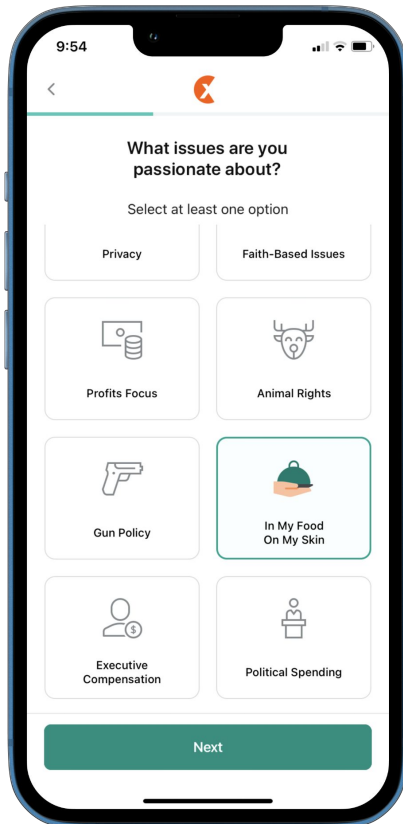 9:54
What issues are you
passionate about?
Select at least one option
Privacy
Faith-Based Issues
Profits Focus
Animal Rights
Gun Policy
In My Food
On My Skin
$
Executive
Compensation
Political Spending
Next